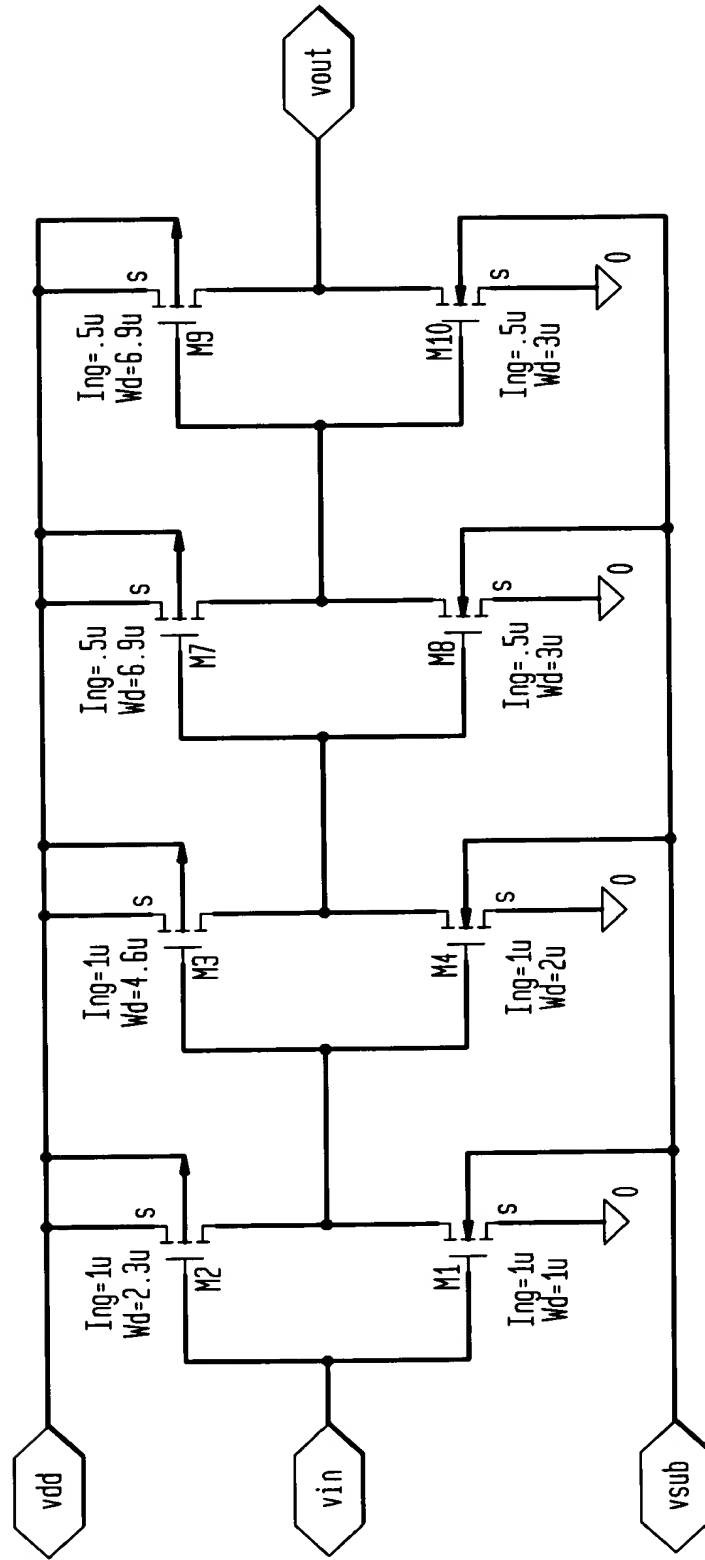 vdd
vin
vsub
vout
Ing=1u
Wd=2.3u
s
M2
M1
s
Ing=1u
Wd=1u
0
Ing=1u
Wd=4.6u
s
M3
M4
s
Ing=1u
Wd=2u
0
Ing=.5u
Wd=6.9u
s
M7
M8
s
Ing=.5u
Wd=3u
0
Ing=.5u
Wd=6.9u
s
M9
M10
s
Ing=.5u
Wd=3u
0